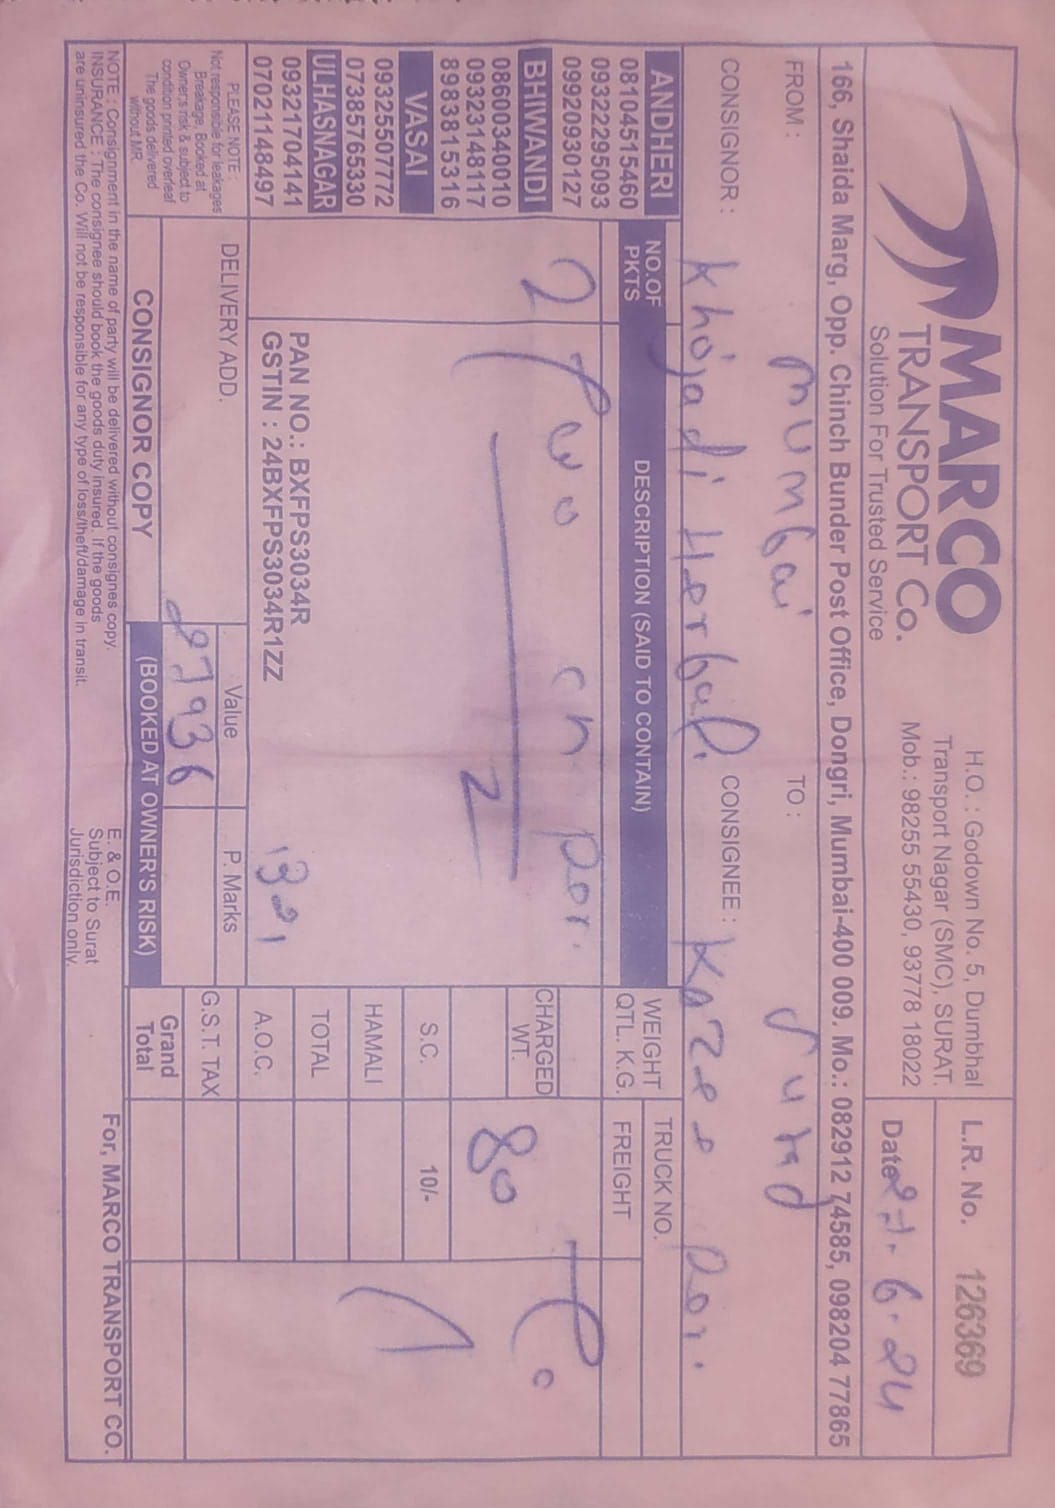 MARCO
TRANSPORT Co.
Solution For Trusted Service
H.O. : Godown No. 5, Dumbhal
Transport Nagar (SMC), SURAT.
Mob.: 98255 55430, 93778 18022
L.R. No. 126369
Date 27.6.24
166, Shaida Marg, Opp. Chinch Bunder Post Office, Dongri, Mumbai-400 009. Mo.: 082912 74585, 098204 77865
FROM : mumbai
TO : Surad
CONSIGNOR : Khojadi Herbal
CONSIGNEE :
ANDHERI
08104515460
09322295093
09920930127
BHIWANDI
08600340010
09323148117
8983815316
VASAI
09325507772
07385765330
ULHASNAGAR
09321704141
07021148497
PLEASE NOTE :
Not responsible for leakages
Breakage, Booked at
Owner's risk & subject to
condition printed overleaf
The goods delivered
without MR.
NO.OF
PKTS
DESCRIPTION (SAID TO CONTAIN)
WEIGHT
QTL. K.G.
TRUCK NO.
FREIGHT
2
Two
2
1321
PAN NO.: BXFPS3034R
GSTIN : 24BXFPS3034R1ZZ
CHARGED
WT.
80
S.C. 10/-
HAMALI
TOTAL
A.O.C.
G.S.T. TAX
Grand
Total
DELIVERY ADD.
Value
27936
P. Marks
CONSIGNOR COPY
(BOOKED AT OWNER'S RISK)
NOTE : Consignment in the name of party will be delivered without consignes copy.
INSURANCE : The consignee should book the goods duty insured. If the goods
are uninsured the Co. Will not be responsible for any type of loss/theft/damage in transit.
E. & O.E.
Subject to Surat
Jurisdiction only.
For, MARCO TRANSPORT CO.